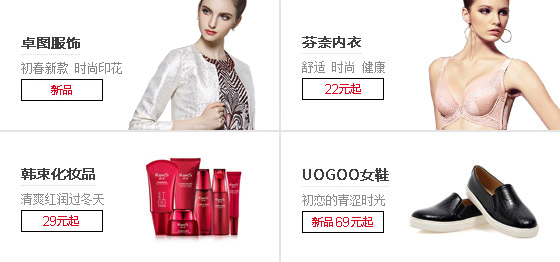 卓图服饰
初春新款 时尚印花
新品
芬奈内衣
舒适 时尚 健康
22元起
韩束化妆品
清爽红润过冬天
29元起
KanS
UOGOO女鞋
初恋的青涩时光
新品69元起